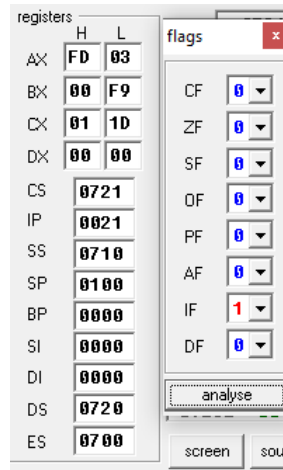 registers
H L
AX FD 03
BX 00 F9
CX 01 1D
DX 00 00
CS 0721
IP 0021
SS 0710
SP 0100
BP 0000
SI 0000
DI 0000
DS 0720
ES 0700
flags x
CF 0
ZF 0
SF 0
OF 0
PF 0
AF 0
IF 1
DF 0
analyse
screen
sou